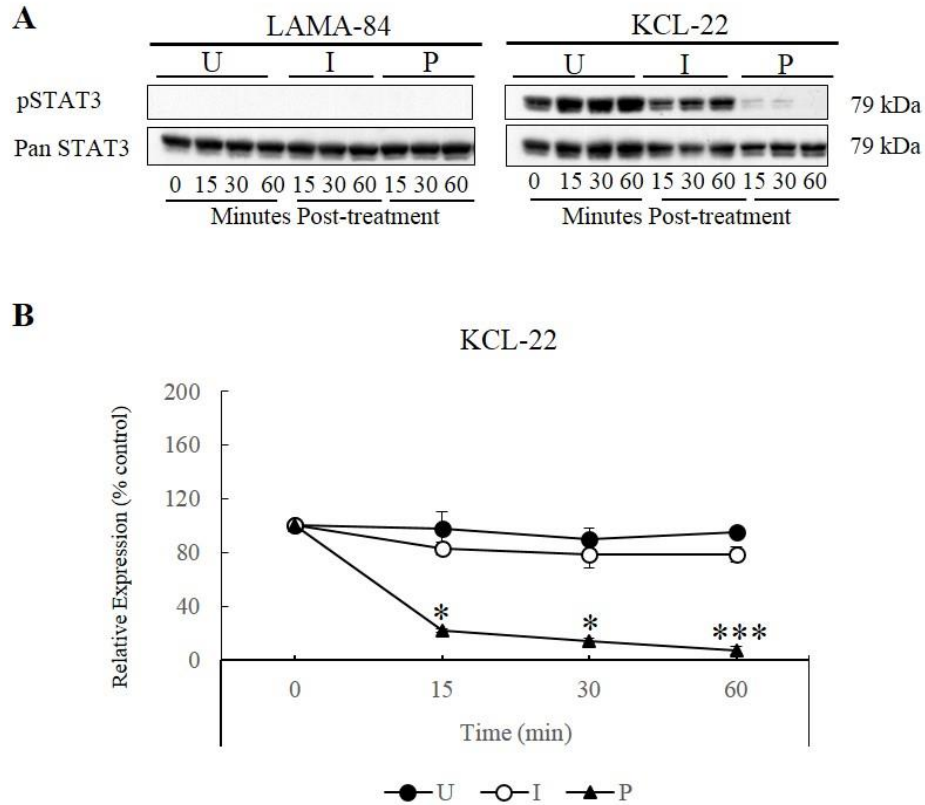 A
LAMA-84 KCL-22
U I P U I P
pSTAT3 79 kDa
Pan STAT3 79 kDa
0 15 30 60 15 30 60 15 30 60 0 15 30 60 15 30 60 15 30 60
Minutes Post-treatment Minutes Post-treatment
B
KCL-22
Relative Expression (% control)
200
160
120
80
40
0
* * ***
0 15 30 60
Time (min)
U I P